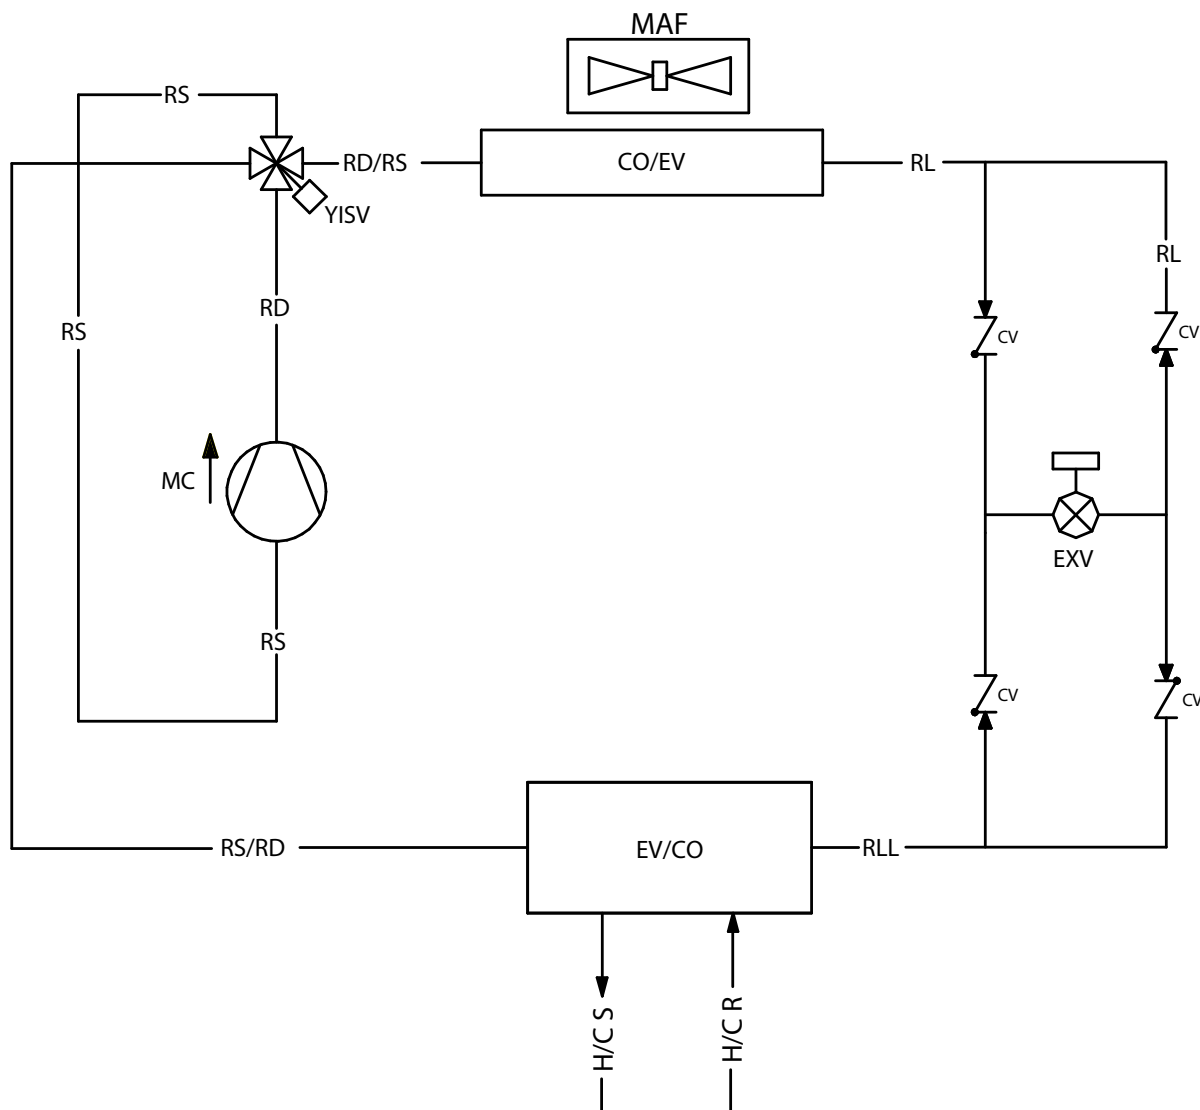 MAF
RS
RD/RS
CO/EV
RL
YISV
RL
RD
RS
CV
CV
MC
EXV
RS
CV
CV
RS/RD
EV/CO
RLL
H/C S
H/C R